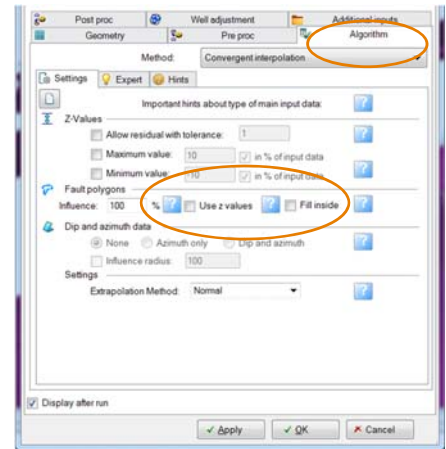 Post proc Well adjustment Additional inputs
Geometry Pre proc Algorithm
Method: Convergent interpolation
Settings Expert Hints
Important hints about type of main input data: ?
Z-Values
Allow residual with tolerance: 1 ?
Maximum value: 10 in % of input data ?
Minimum value: 10 in % of input data ?
Fault polygons
Influence: 100 % ? Use z values ? Fill inside ?
Dip and azimuth data
None Azimuth only Dip and azimuth ?
Influence radius: 100
Settings
Extrapolation Method: Normal ?
Display after run
Apply OK Cancel